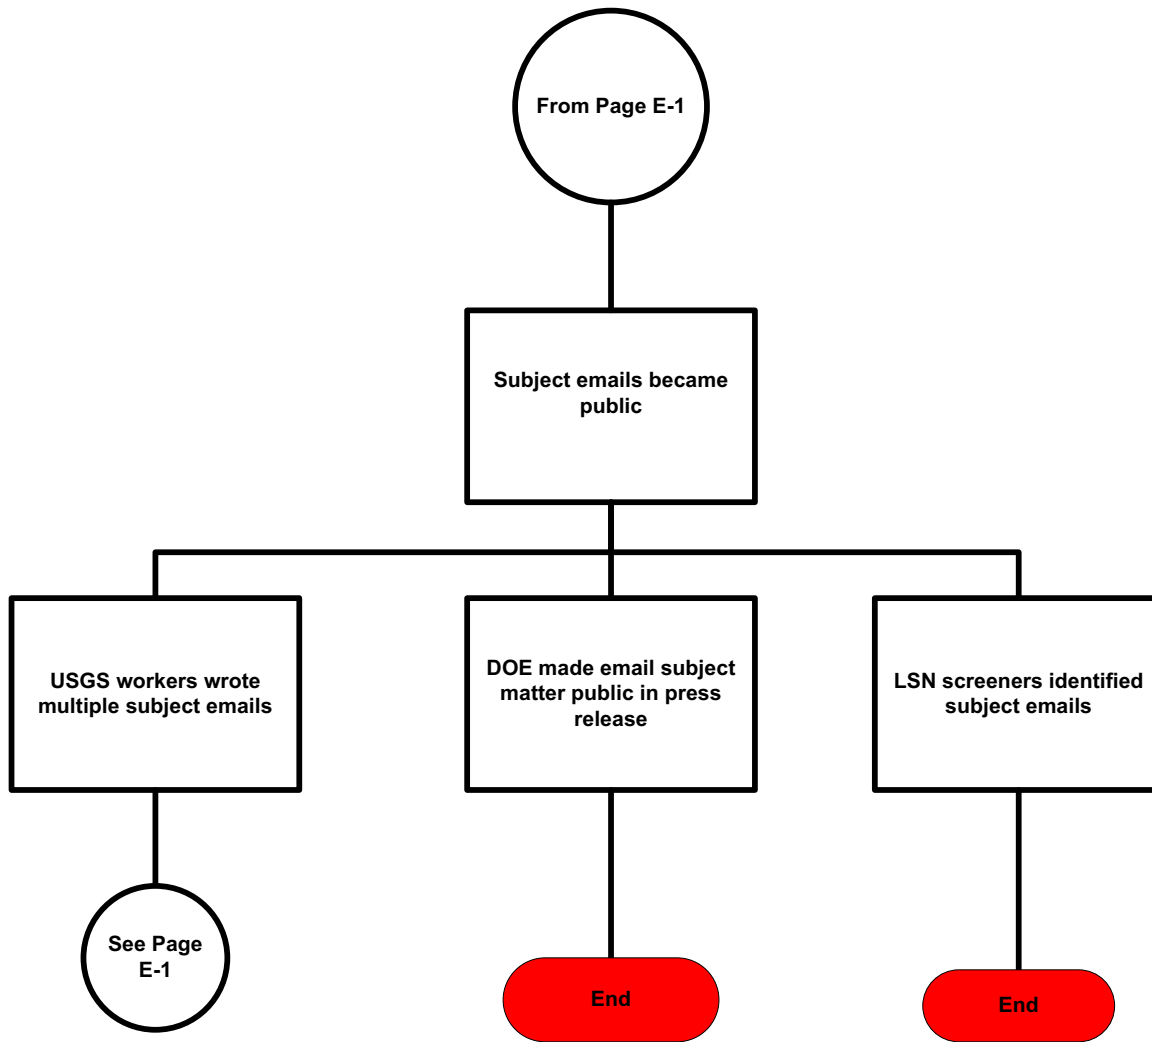 From Page E-1
Subject emails became
public
USGS workers wrote
multiple subject emails
DOE made email subject
matter public in press
release
LSN screeners identified
subject emails
See Page
E-1
End
End